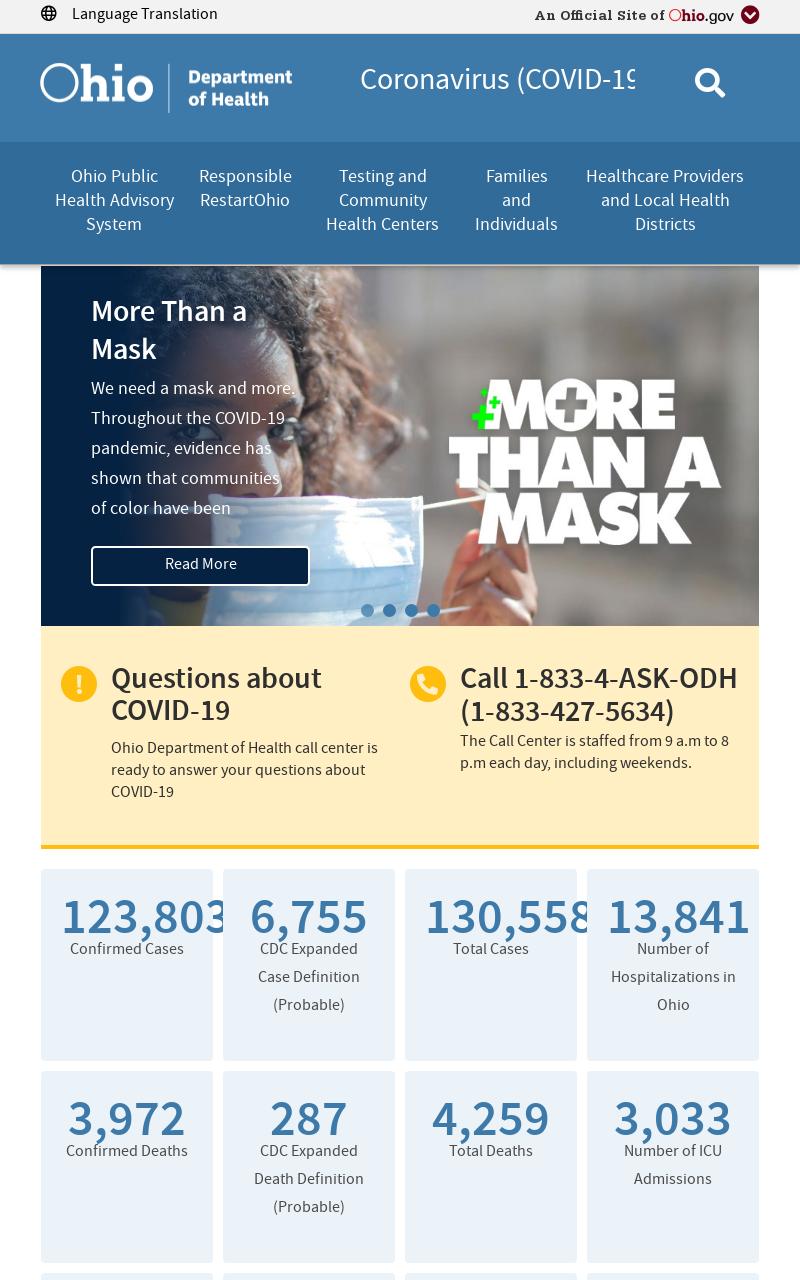 Language Translation
An Official Site of Ohio.gov
Ohio
Department
of Health
Coronavirus (COVID-19
Ohio Public
Health Advisory
System
Responsible
RestartOhio
Testing and
Community
Health Centers
Families
and
Individuals
Healthcare Providers
and Local Health
Districts
More Than a
Mask
We need a mask and more.
Throughout the COVID-19
pandemic, evidence has
shown that communities
of color have been
Read More
MORE
THAN A
MASK
Questions about
COVID-19
Ohio Department of Health call center is
ready to answer your questions about
COVID-19
Call 1-833-4-ASK-ODH
(1-833-427-5634)
The Call Center is staffed from 9 a.m to 8
p.m each day, including weekends.
123,803
Confirmed Cases
6,755
CDC Expanded
Case Definition
(Probable)
130,558
Total Cases
13,841
Number of
Hospitalizations in
Ohio
3,972
Confirmed Deaths
287
CDC Expanded
Death Definition
(Probable)
4,259
Total Deaths
3,033
Number of ICU
Admissions